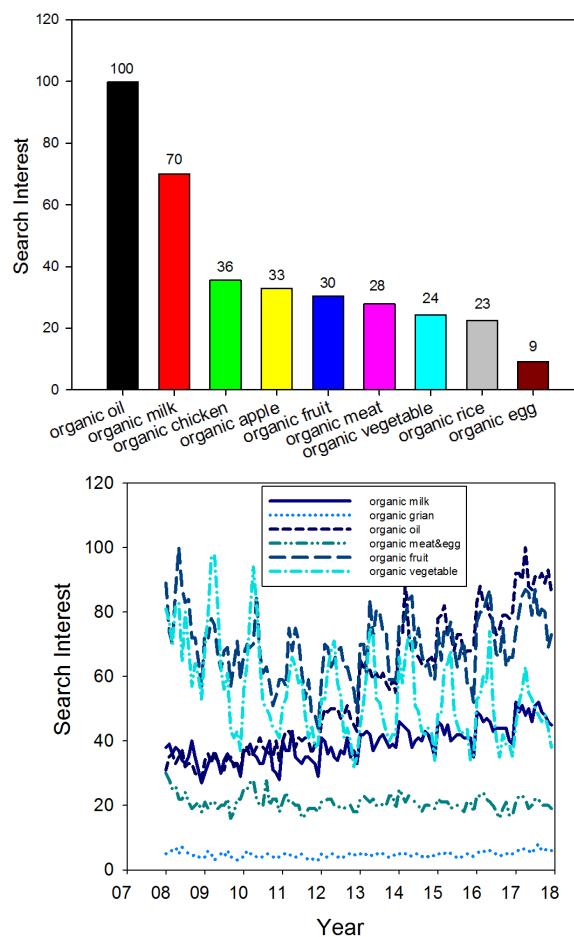 120
100
80
60
40
20
0
Search Interest
100
70
36
33
30
28
24
23
9
organic oil
organic milk
organic chicken
organic apple
organic fruit
organic meat
organic vegetable
organic rice
organic egg
120
100
80
60
40
20
0
Search Interest
organic milk
organic grian
organic oil
organic meat&egg
organic fruit
organic vegetable
07 08 09 10 11 12 13 14 15 16 17 18
Year